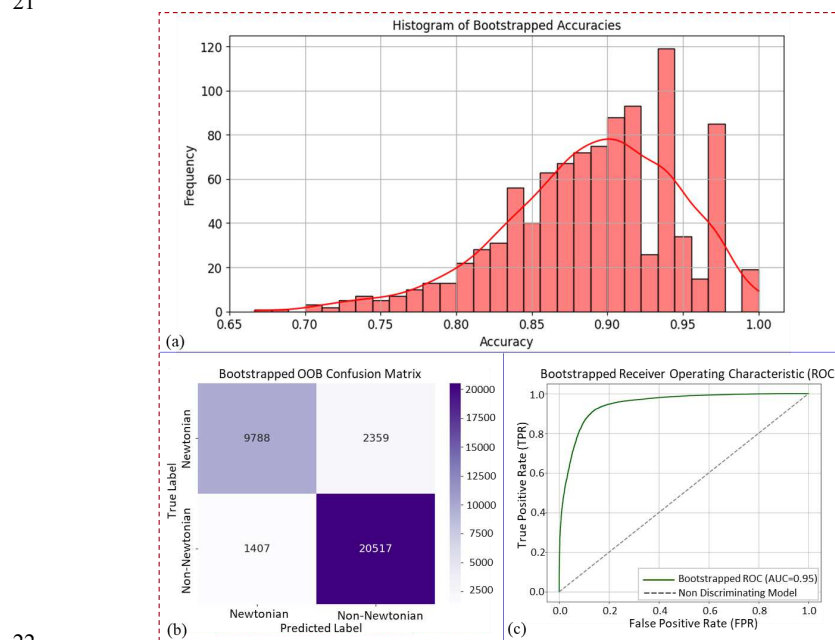 21
Histogram of Bootstrapped Accuracies
120
100
80
60
40
20
0
Frequency
0.65 0.70 0.75 0.80 0.85 0.90 0.95 1.00
Accuracy
(a)
Bootstrapped OOB Confusion Matrix
True Label
Newtonian
Non-Newtonian
9788 2359
1407 20517
Newtonian Non-Newtonian
Predicted Label
20000
17500
15000
12500
10000
7500
5000
2500
(b)
Bootstrapped Receiver Operating Characteristic (ROC
True Positive Rate (TPR)
1.0
0.8
0.6
0.4
0.2
0.0
Bootstrapped ROC (AUC=0.95)
Non Discriminating Model
0.0 0.2 0.4 0.6 0.8 1.0
False Positive Rate (FPR)
(c)